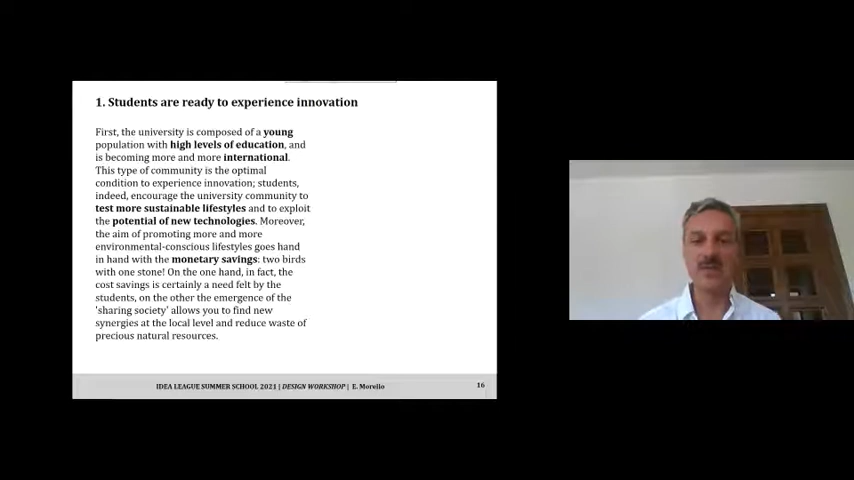 1. Students are ready to experience innovation
First, the university is composed of a young
population with high levels of education, and
is becoming more and more international.
This type of community is the optimal
condition to experience innovation; students,
indeed, encourage the university community to
test more sustainable lifestyles and to exploit
the potential of new technologies. Moreover,
the aim of promoting more and more
environmental-conscious lifestyles goes hand
in hand with the monetary savings: two birds
with one stone! On the one hand, in fact, the
cost savings is certainly a need felt by the
students, on the other the emergence of the
'sharing society' allows you to find new
synergies at the local level and reduce waste of
precious natural resources.
IDEA LEAGUE SUMMER SCHOOL 2021 | DESIGN WORKSHOP | E. Morello
16